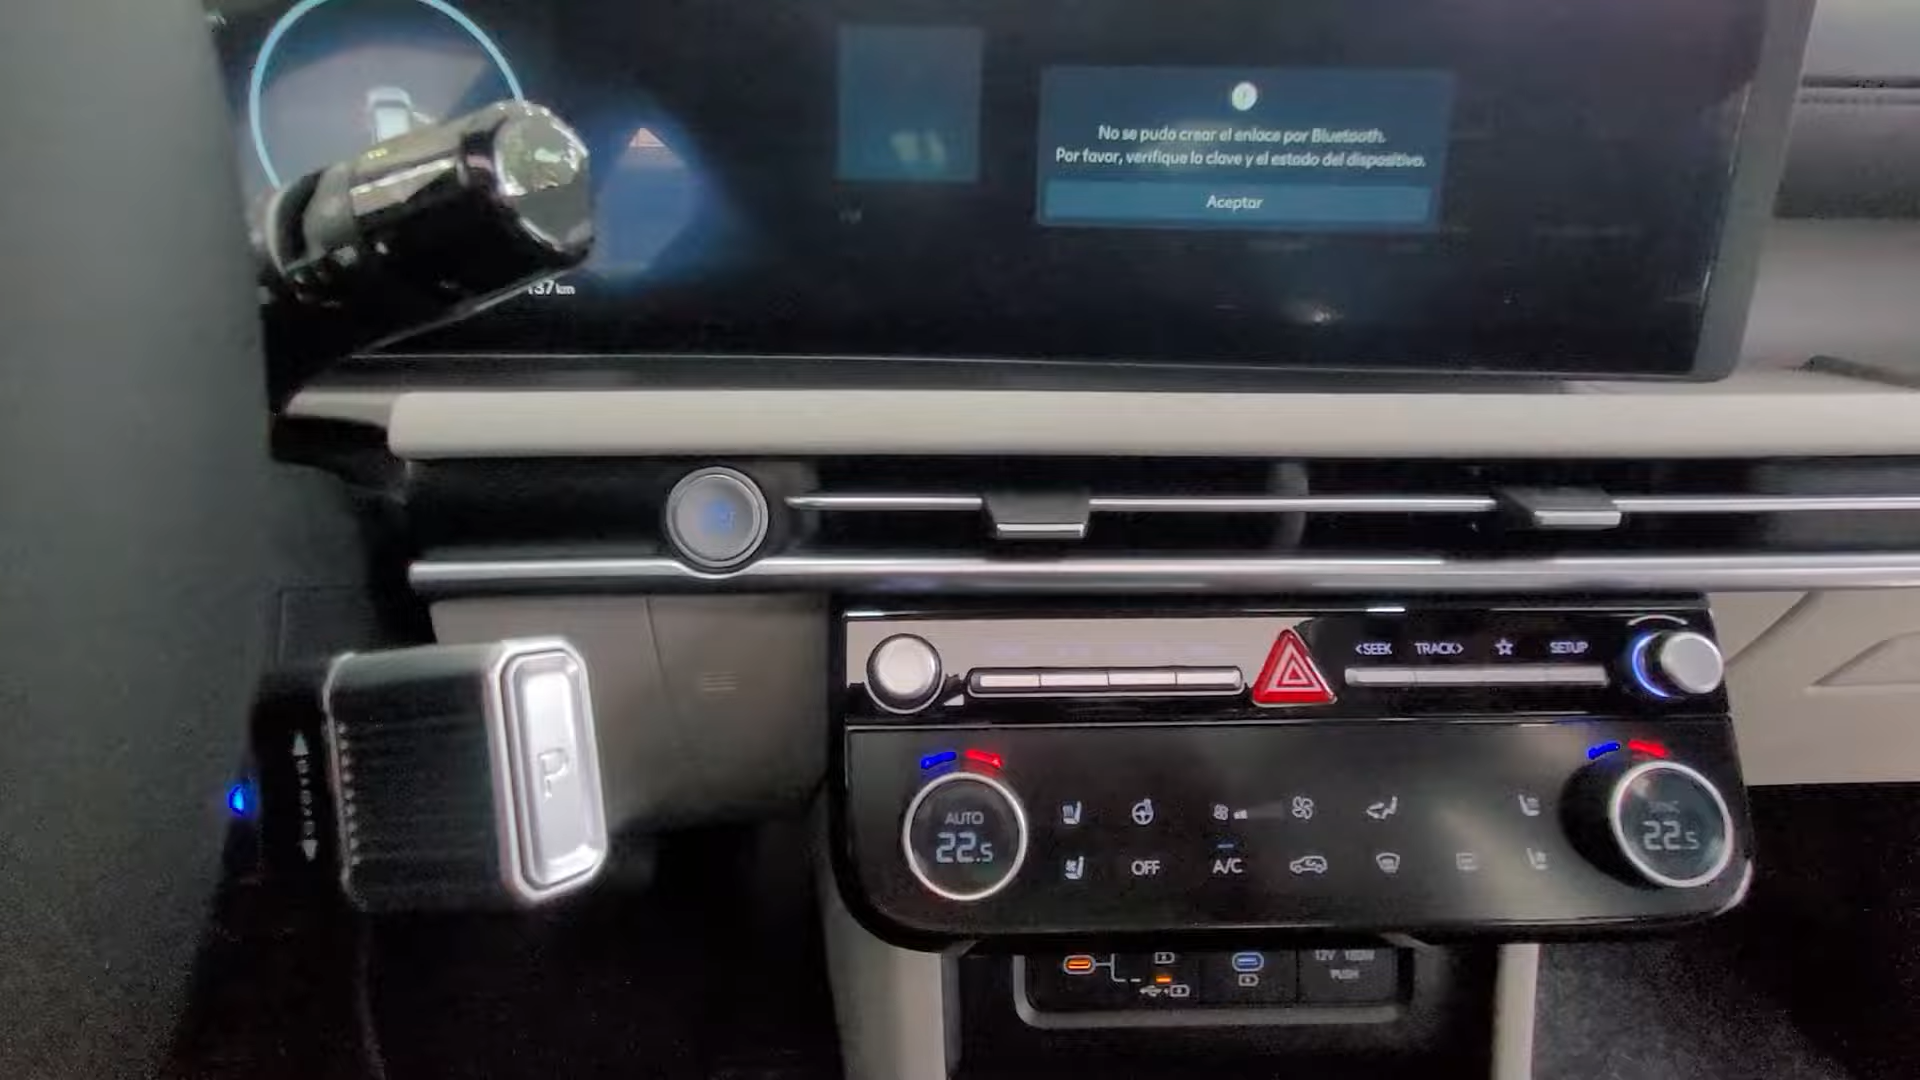 No se pudo crear el enlace por Bluetooth.
Por favor, verifique la clave y el estado del dispositivo.
Aceptar
137 km
<SEEK TRACK> SETUP
P
AUTO
22.5
OFF
A/C
SYNC
22.5
12V 180W
PUSH